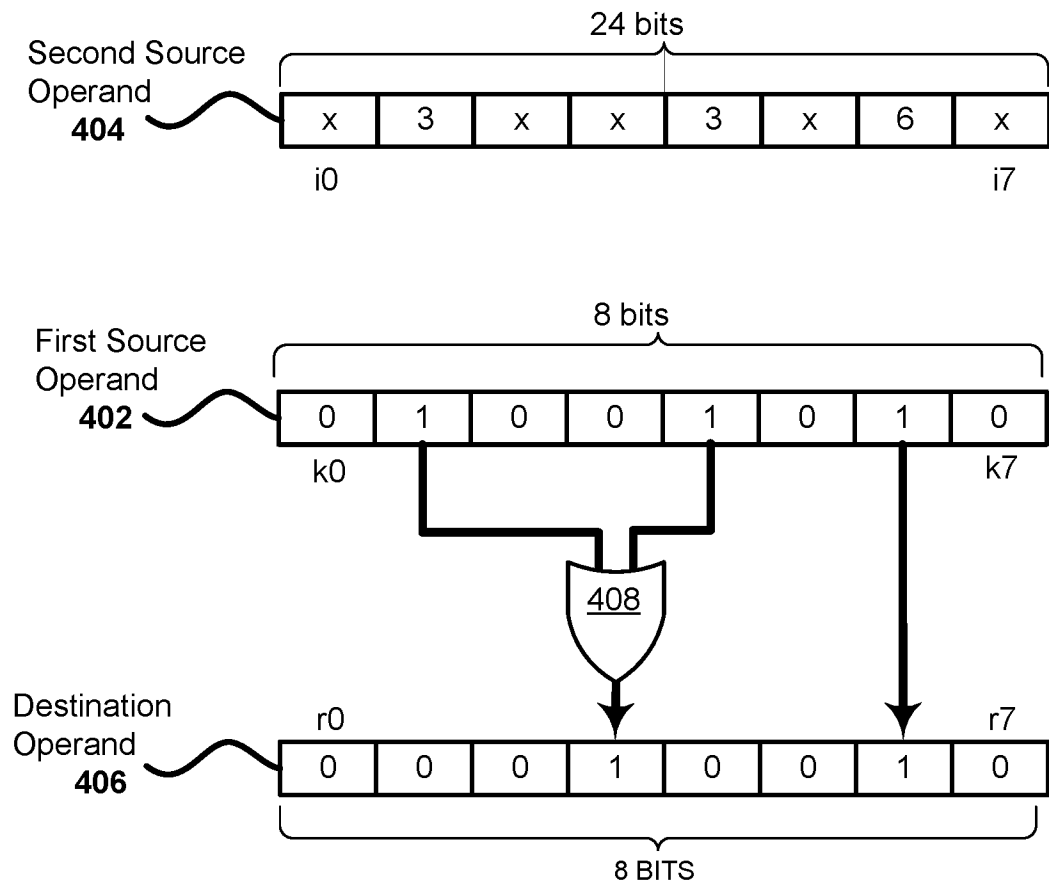 24 bits
Second Source
Operand
404
x 3 x x 3 x 6 x
i0 i7
8 bits
First Source
Operand
402
0 1 0 0 1 0 1 0
k0 k7
408
Destination
Operand
406
r0 r7
0 0 0 1 0 0 1 0
8 BITS